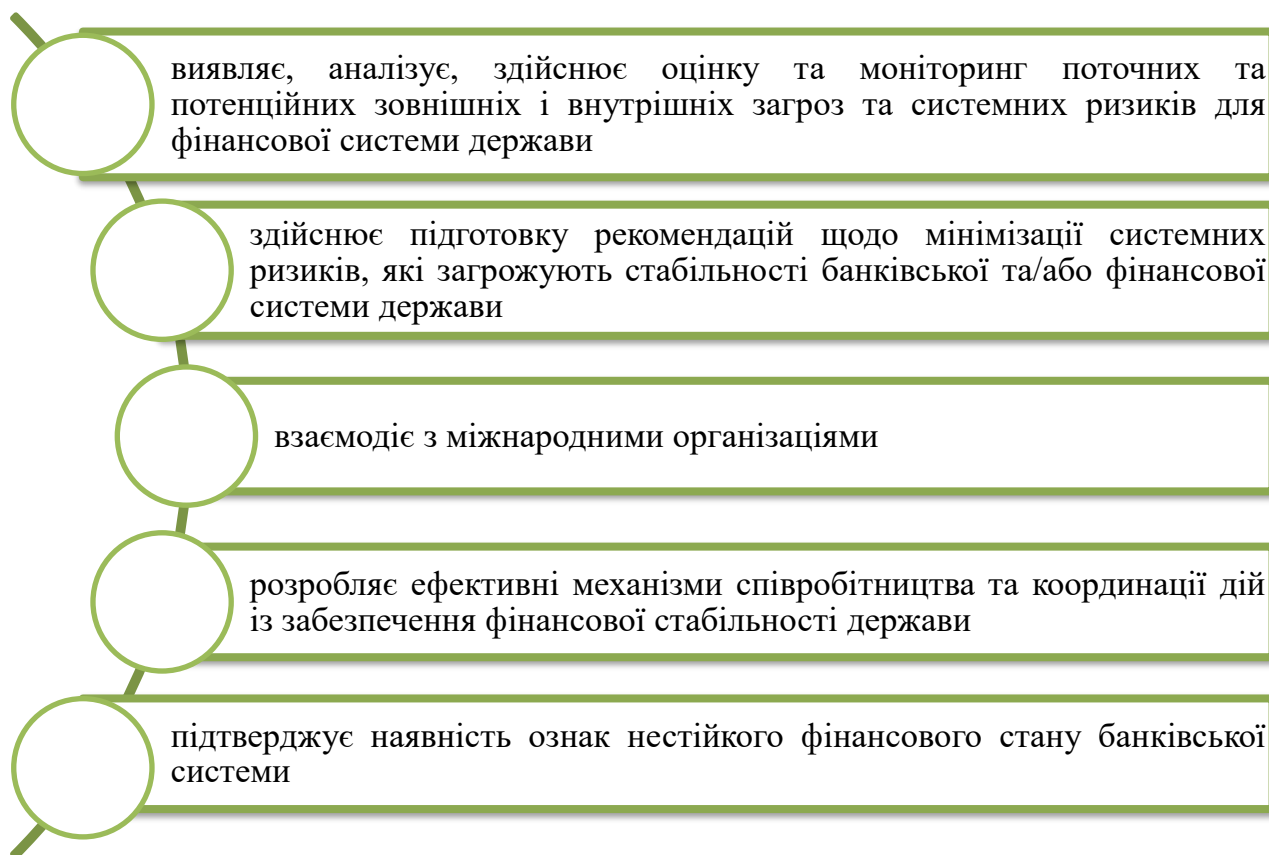 виявляє, аналізує, здійснює оцінку та моніторинг поточних та
потенційних зовнішніх і внутрішніх загроз та системних ризиків для
фінансової системи держави
здійснює підготовку рекомендацій щодо мінімізації системних
ризиків, які загрожують стабільності банківської та/або фінансової
системи держави
взаємодіє з міжнародними організаціями
розробляє ефективні механізми співробітництва та координації дій
із забезпечення фінансової стабільності держави
підтверджує наявність ознак нестійкого фінансового стану банківської
системи